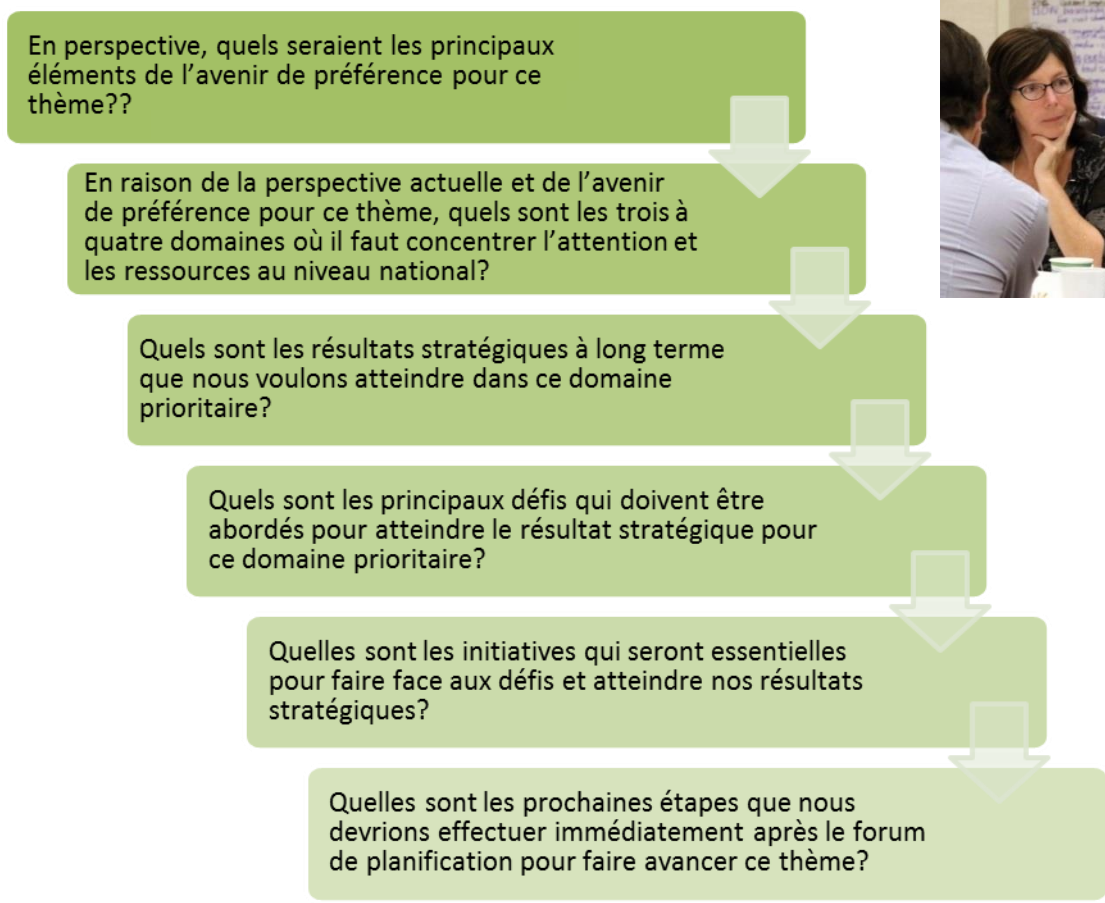 En perspective, quels seraient les principaux
éléments de l’avenir de préférence pour ce
thème??
En raison de la perspective actuelle et de l’avenir
de préférence pour ce thème, quels sont les trois à
quatre domaines où il faut concentrer l’attention et
les ressources au niveau national?
Quels sont les résultats stratégiques à long terme
que nous voulons atteindre dans ce domaine
prioritaire?
Quels sont les principaux défis qui doivent être
abordés pour atteindre le résultat stratégique pour
ce domaine prioritaire?
Quelles sont les initiatives qui seront essentielles
pour faire face aux défis et atteindre nos résultats
stratégiques?
Quelles sont les prochaines étapes que nous
devrions effectuer immédiatement après le forum
de planification pour faire avancer ce thème?